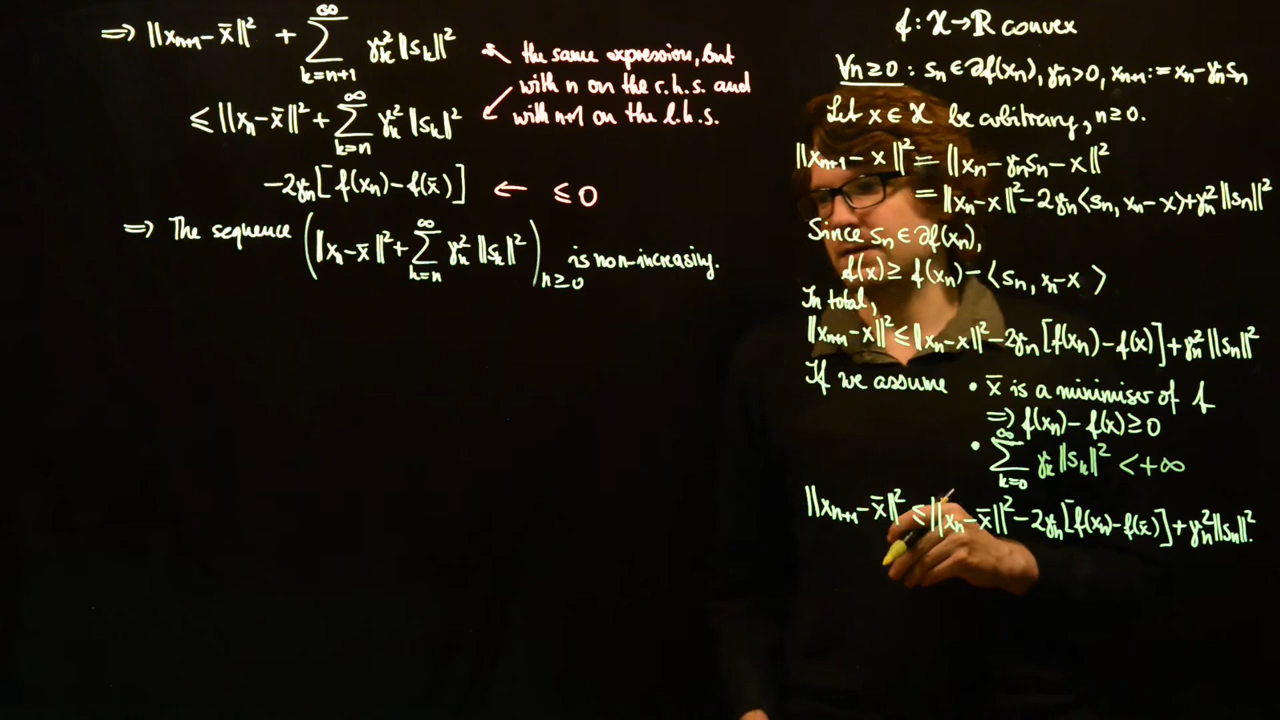 ⇒ ‖xₙ₊₁ − x̄‖² + ∑_{k=n+1}^{∞} γₖ² ‖sₖ‖²
the same expression, but
with n on the r.h.s. and
with n+1 on the l.h.s.
≤ ‖xₙ − x̄‖² + ∑_{k=n}^{∞} γₖ² ‖sₖ‖²
−2γₙ[f(xₙ) − f(x̄)] ← ≤ 0
⇒ The sequence (‖xₙ − x̄‖² + ∑_{k=n}^{∞} γₖ² ‖sₖ‖²)_{n≥0} is non-increasing.
f : X → R convex
∀n ≥ 0 : sₙ ∈ ∂f(xₙ), γₙ > 0, xₙ₊₁ := xₙ − γₙsₙ
Let x ∈ X be arbitrary, n ≥ 0.
‖xₙ₊₁ − x‖² = ‖xₙ − γₙsₙ − x‖²
= ‖xₙ − x‖² − 2γₙ⟨sₙ, xₙ − x⟩ + γₙ²‖sₙ‖²
Since sₙ ∈ ∂f(xₙ),
f(x) ≥ f(xₙ) − ⟨sₙ, xₙ − x⟩
In total,
‖xₙ₊₁ − x‖² ≤ ‖xₙ − x‖² − 2γₙ[f(xₙ) − f(x)] + γₙ²‖sₙ‖²
If we assume • x̄ is a minimiser of f
⇒ f(xₙ) − f(x) ≥ 0
• ∑_{k=0}^{∞} γₖ‖sₖ‖² < +∞
‖xₙ₊₁ − x̄‖² ≤ ‖xₙ − x̄‖² − 2γₙ[f(xₙ) − f(x̄)] + γₙ²‖sₙ‖².